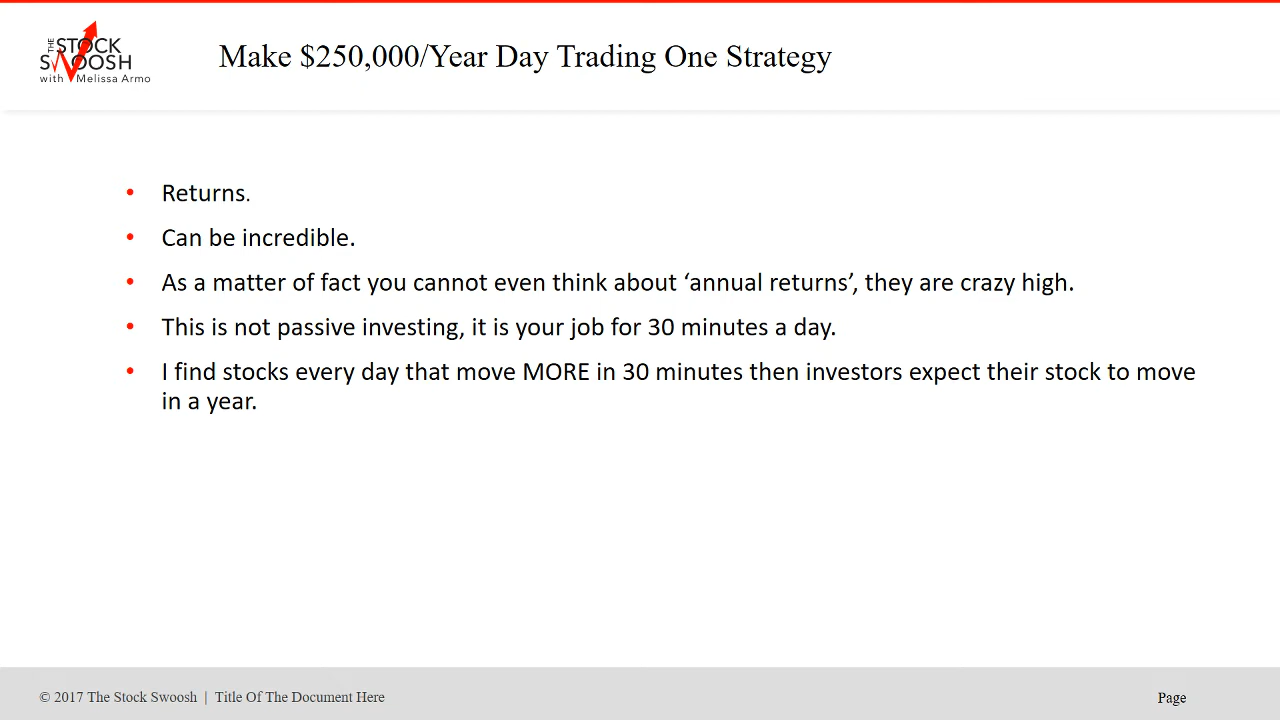 THE
STOCK
SWOOSH
with Melissa Armo
Make $250,000/Year Day Trading One Strategy
• Returns.
• Can be incredible.
• As a matter of fact you cannot even think about ‘annual returns’, they are crazy high.
• This is not passive investing, it is your job for 30 minutes a day.
• I find stocks every day that move MORE in 30 minutes then investors expect their stock to move
in a year.
© 2017 The Stock Swoosh | Title Of The Document Here
Page